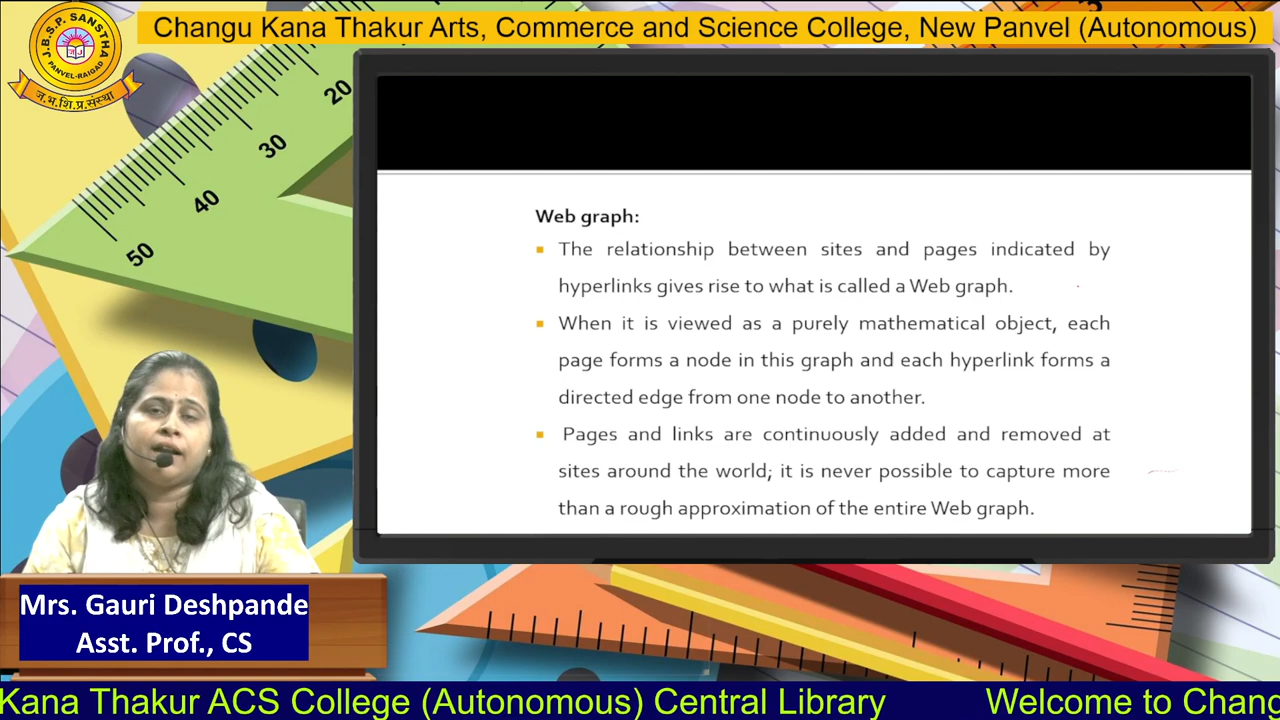 Changu Kana Thakur Arts, Commerce and Science College, New Panvel (Autonomous)
J.B.S.P. SANSTHA
PANVEL-RAIGAD
ज.भ.शि.प्र.संस्था
20
30
40
50
Web graph:
▪ The relationship between sites and pages indicated by
hyperlinks gives rise to what is called a Web graph.
▪ When it is viewed as a purely mathematical object, each
page forms a node in this graph and each hyperlink forms a
directed edge from one node to another.
▪ Pages and links are continuously added and removed at
sites around the world; it is never possible to capture more
than a rough approximation of the entire Web graph.
Mrs. Gauri Deshpande
Asst. Prof., CS
Kana Thakur ACS College (Autonomous) Central Library Welcome to Chang